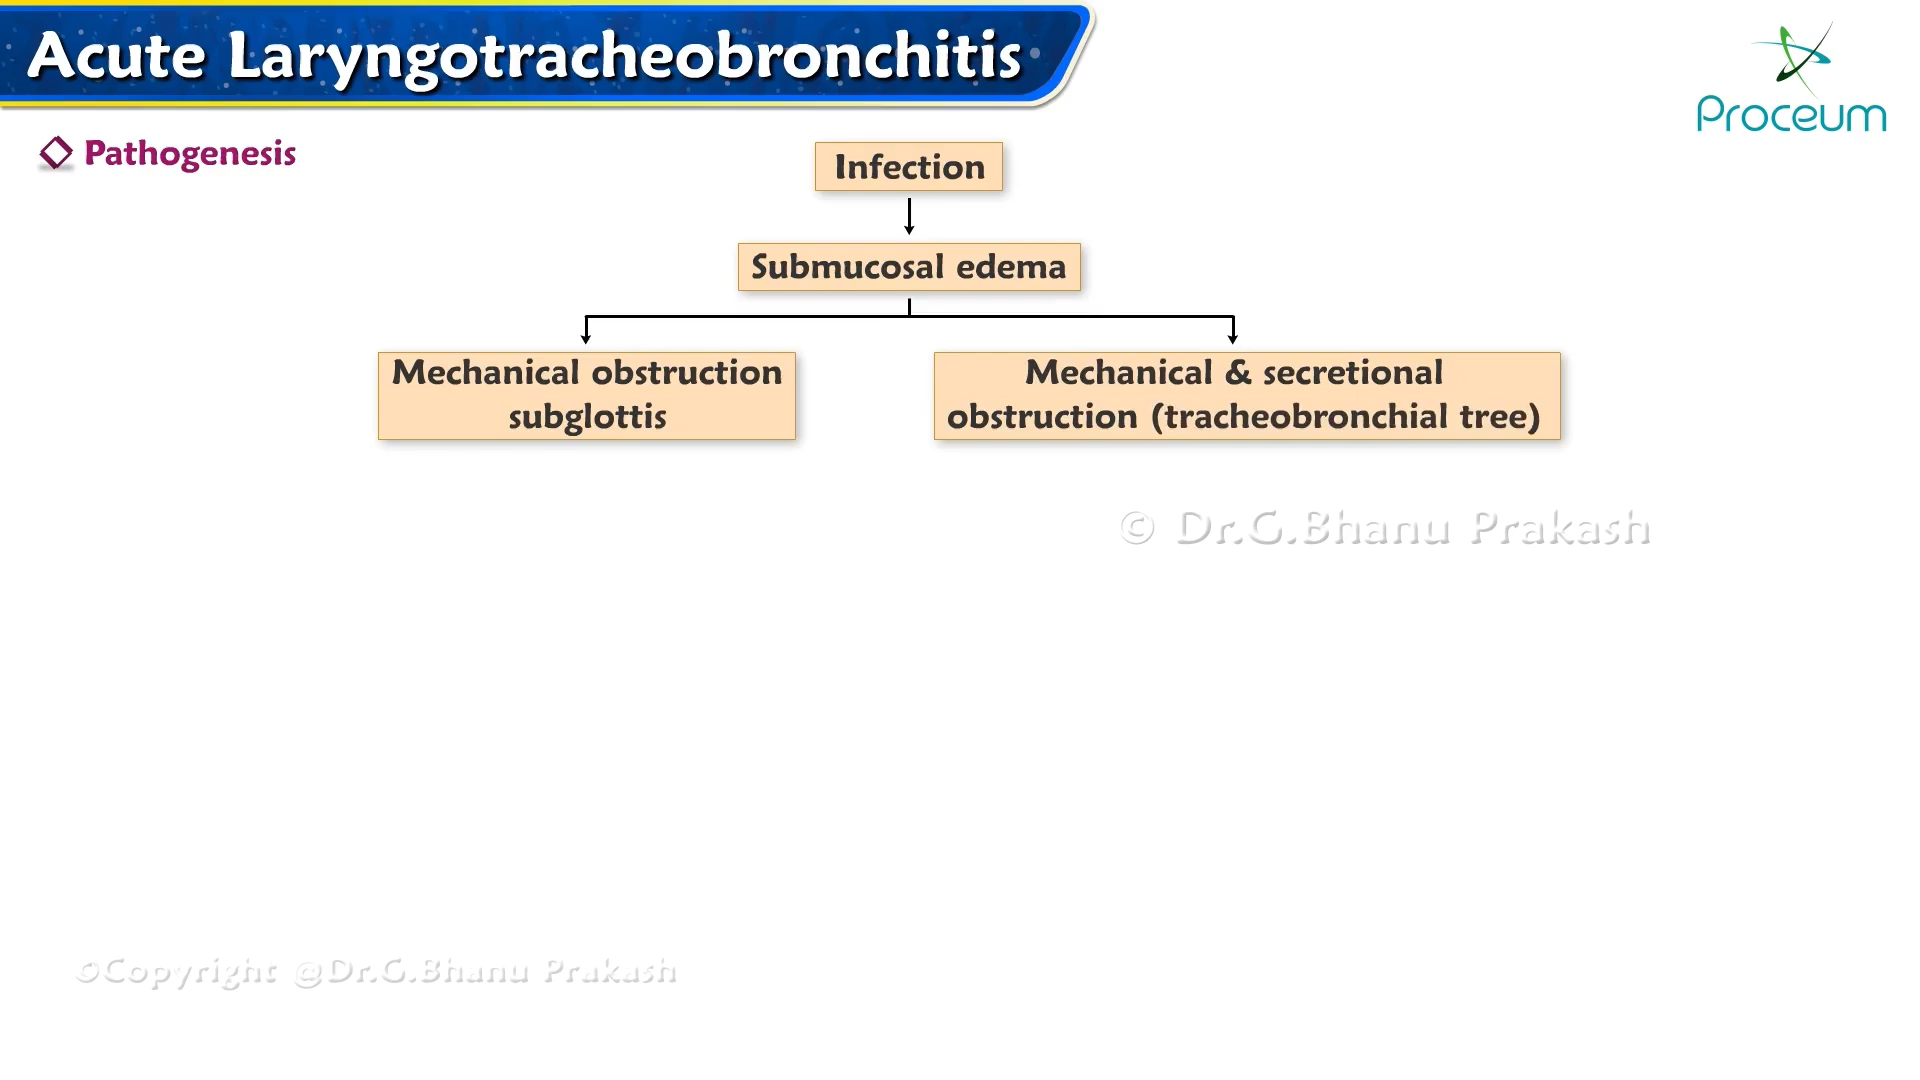 Acute Laryngotracheobronchitis
Proceum
Pathogenesis
Infection
Submucosal edema
Mechanical obstruction
subglottis
Mechanical & secretional
obstruction (tracheobronchial tree)
© Dr.G.Bhanu Prakash
©Copyright @Dr.G.Bhanu Prakash